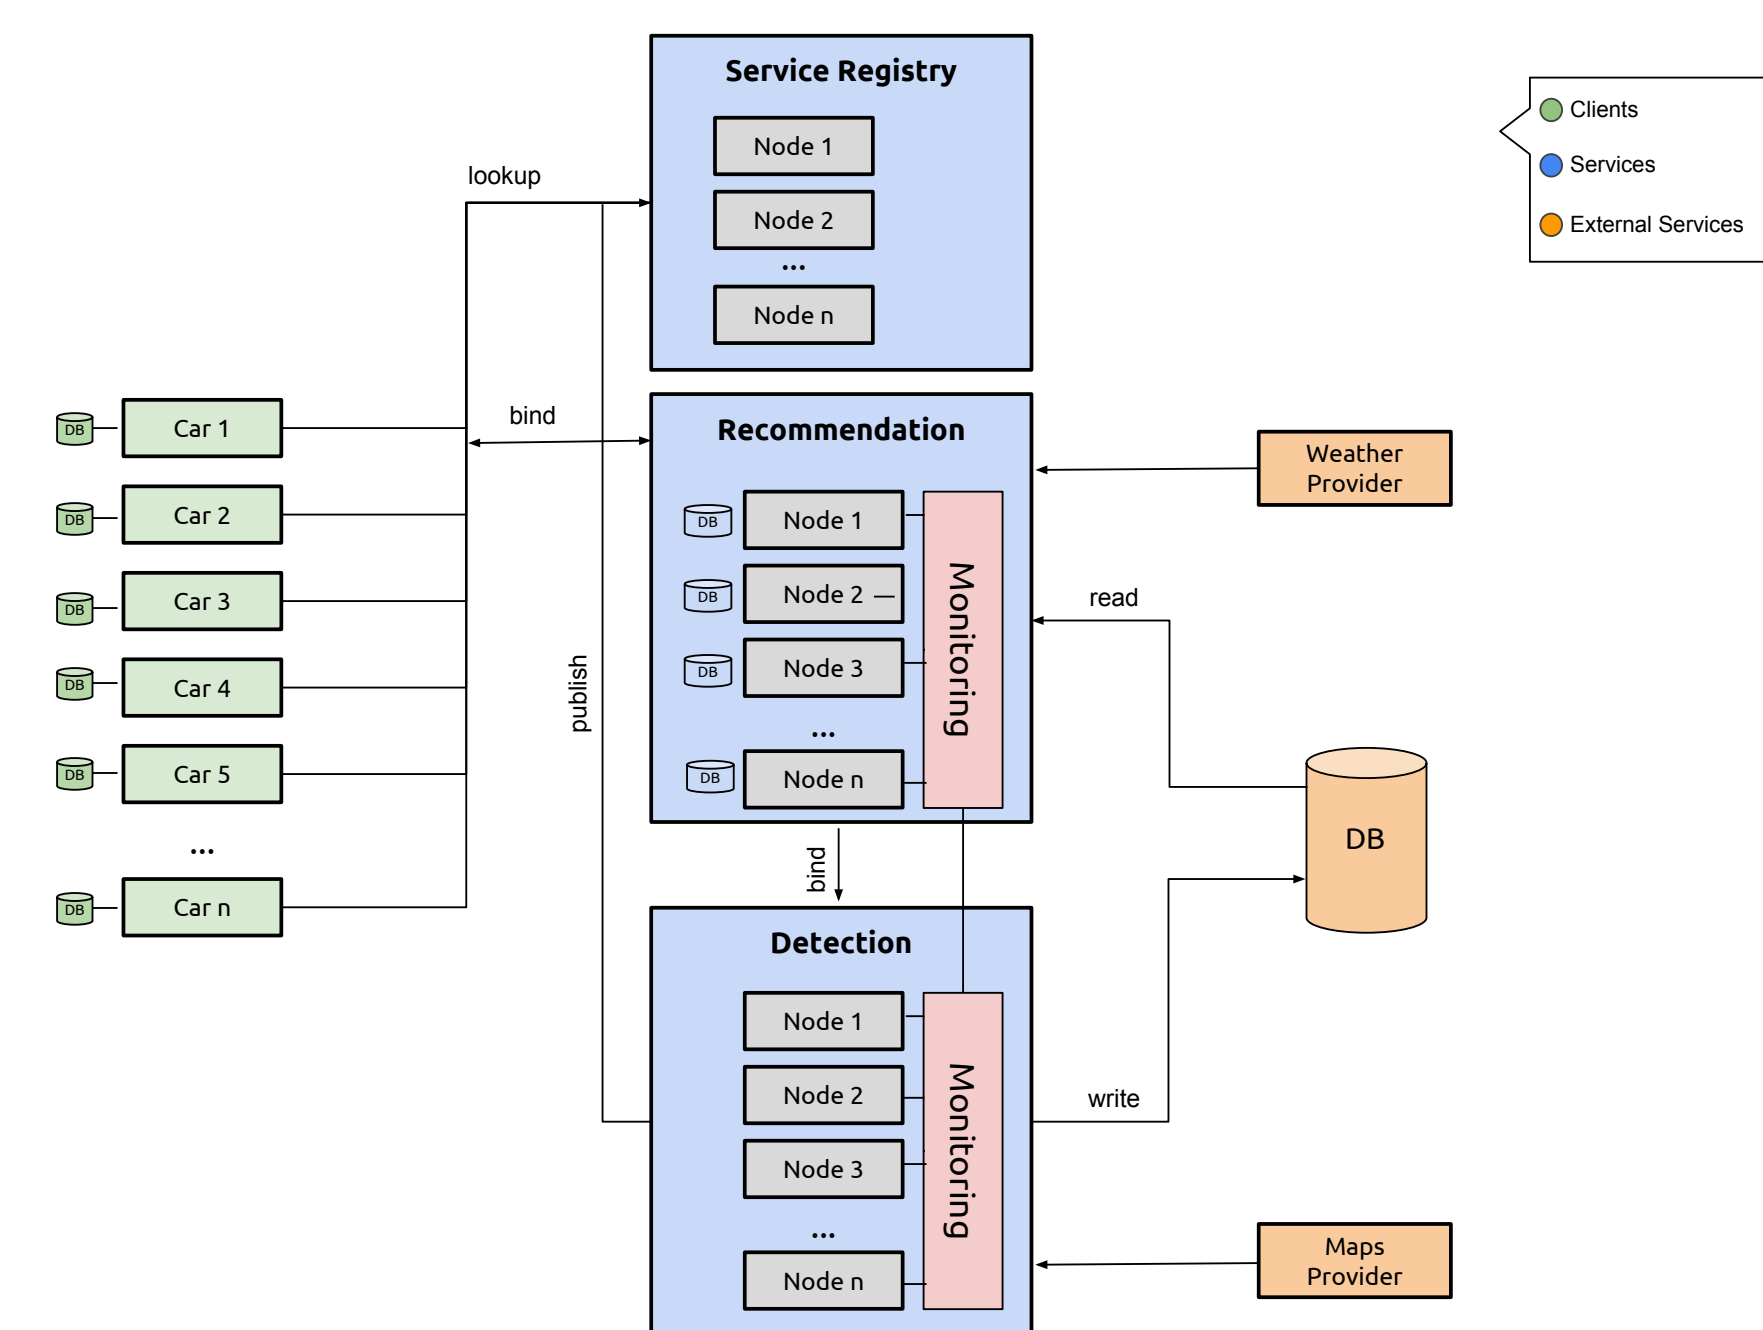 Service Registry
Node 1
Node 2
...
Node n
lookup
Clients
Services
External Services
DB
Car 1
DB
Car 2
DB
Car 3
DB
Car 4
DB
Car 5
...
DB
Car n
bind
publish
Recommendation
DB
Node 1
DB
Node 2
DB
Node 3
...
DB
Node n
Monitoring
Weather
Provider
read
DB
bind
Detection
Node 1
Node 2
Node 3
...
Node n
Monitoring
write
Maps
Provider